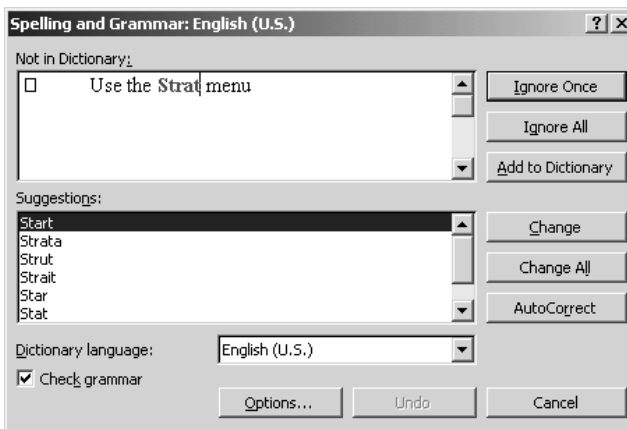 Spelling and Grammar: English (U.S.)
Not in Dictionary:
Use the Strat menu
Ignore Once
Ignore All
Add to Dictionary
Suggestions:
Start
Strata
Strut
Strait
Star
Stat
Change
Change All
AutoCorrect
Dictionary language:
English (U.S.)
Check grammar
Options...
Undo
Cancel